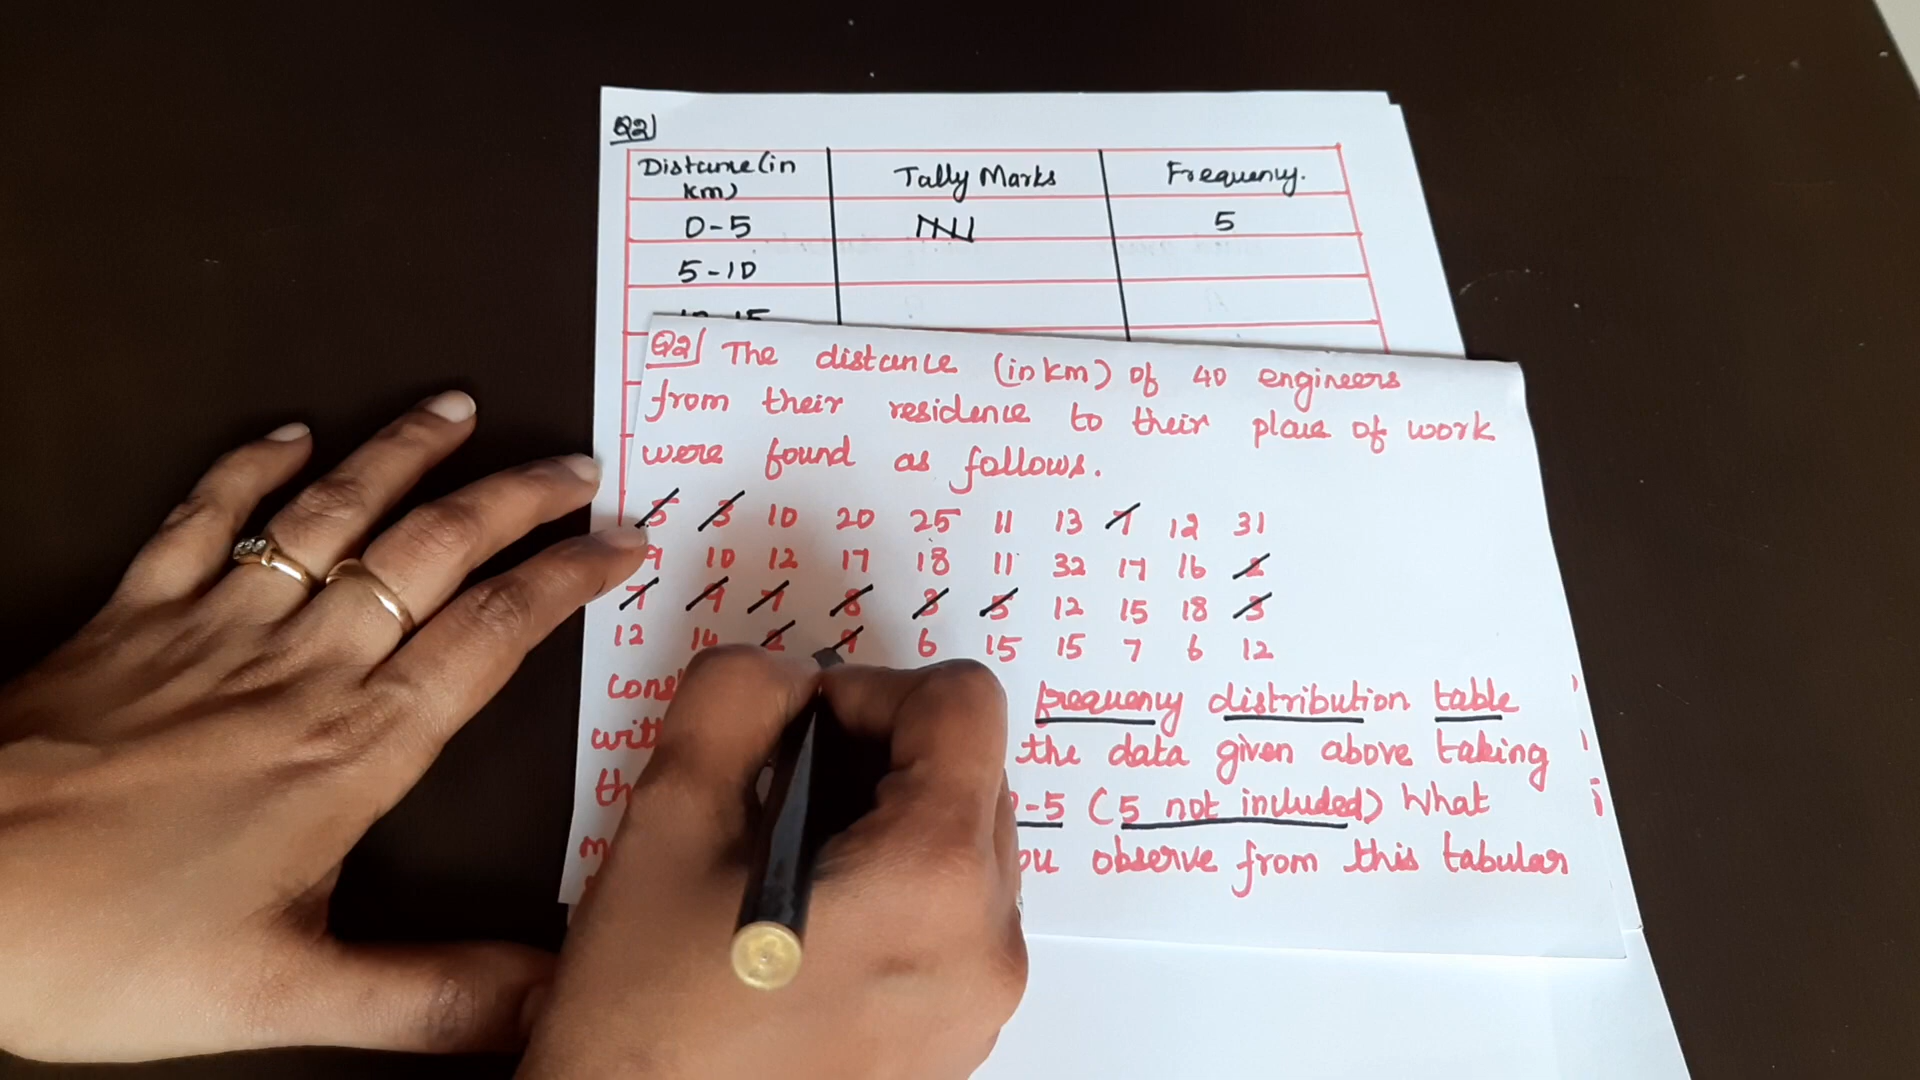 Q2)
Distance (in km) Tally Marks Frequency.
0-5 5
5-10
Q2) The distance (in km) of 40 engineers
from their residence to their place of work
were found as follows.
5 3 10 20 25 11 13 7 12 31
9 10 12 17 18 11 32 17 16 2
7 9 7 8 3 5 12 15 18 3
12 14 2 9 6 15 15 7 6 12
frequency distribution table
the data given above taking
0-5 (5 not included) What
observe from this tabular